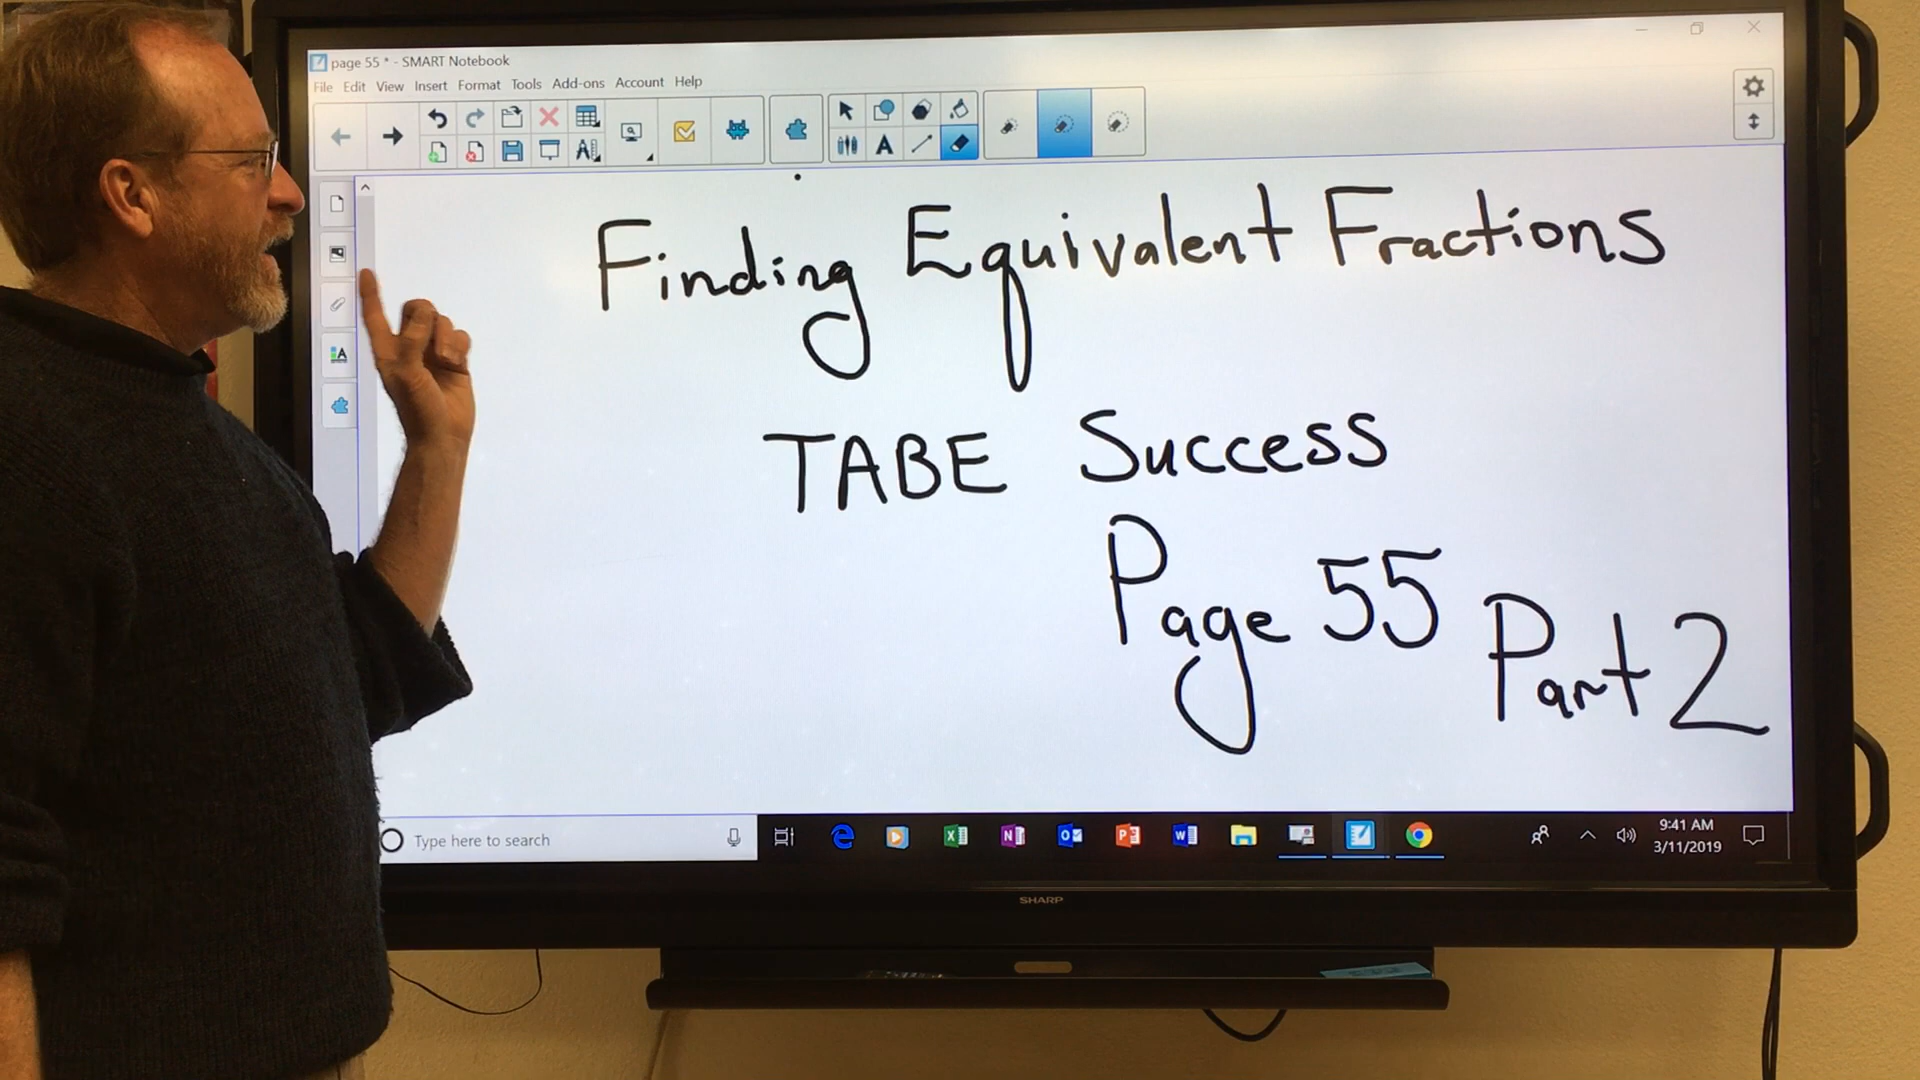 page 55 * - SMART Notebook
File Edit View Insert Format Tools Add-ons Account Help
Finding Equivalent Fractions
TABE Success
Page 55
Part 2
Type here to search
9:41 AM
3/11/2019
SHARP